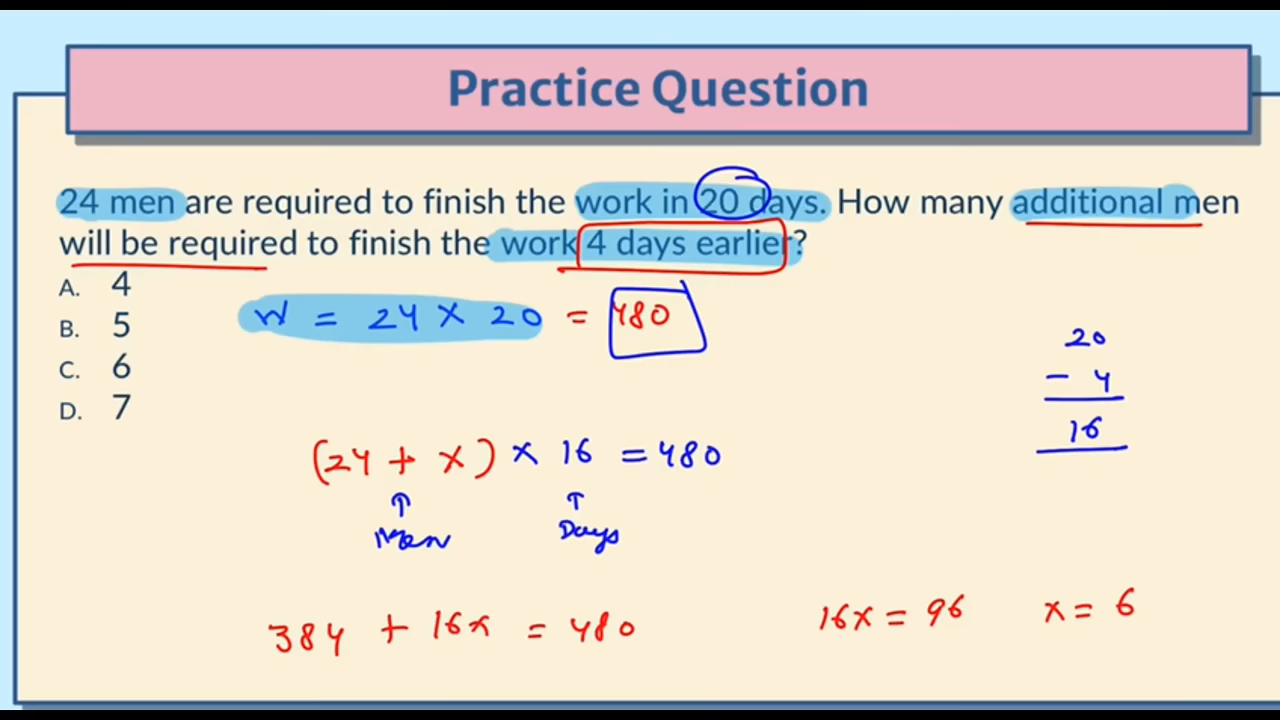 Practice Question
24 men are required to finish the work in 20 days. How many additional men
will be required to finish the work 4 days earlier?
A. 4
B. 5
C. 6
D. 7
W = 24 × 20 = 480
20
- 4
16
(24 + x) × 16 = 480
↑ ↑
Men Days
384 + 16x = 480
16x = 96
x = 6